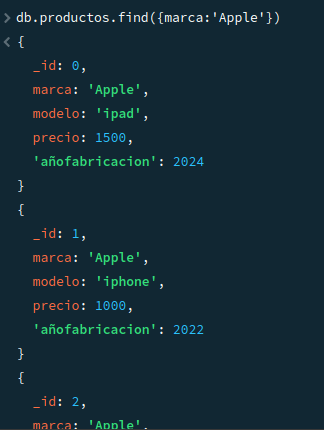 > db.productos.find({marca:'Apple'})
< {
_id: 0,
marca: 'Apple',
modelo: 'ipad',
precio: 1500,
'añofabricacion': 2024
}
{
_id: 1,
marca: 'Apple',
modelo: 'iphone',
precio: 1000,
'añofabricacion': 2022
}
{
_id: 2,
marca: 'Apple',